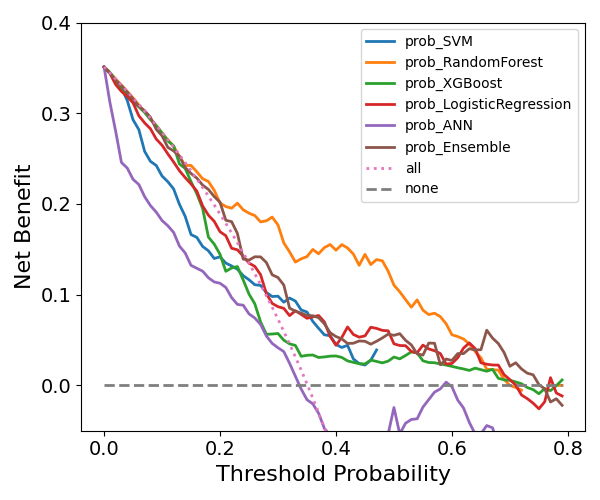 0.4
0.3
0.2
0.1
0.0
Net Benefit
prob_SVM
prob_RandomForest
prob_XGBoost
prob_LogisticRegression
prob_ANN
prob_Ensemble
all
none
0.0 0.2 0.4 0.6 0.8
Threshold Probability